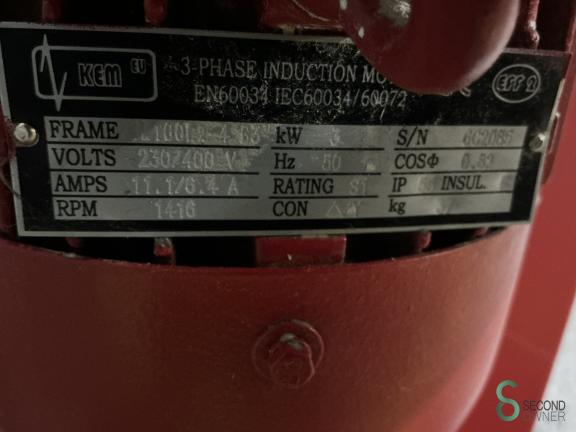 KEM EU
3-PHASE INDUCTION
EN60034 IEC60034/60072
EFF 2
FRAME kW 3 S/N
VOLTS 230/400 V Hz 50 COSΦ 0.82
AMPS 11.1/6.4 A RATING S1 IP INSUL.
RPM 1416 CON △/Y kg
SECOND
OWNER